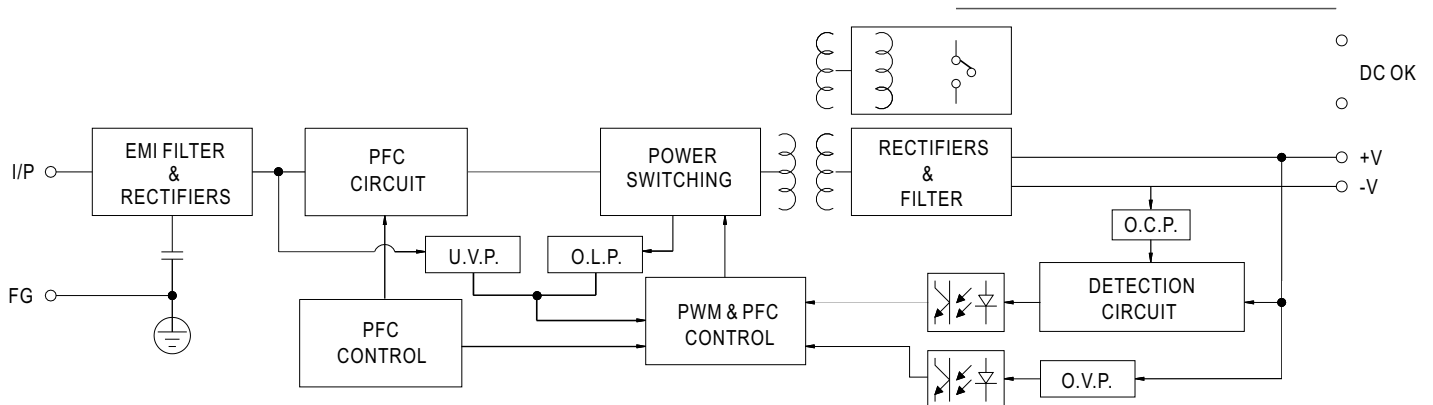 DC OK
I/P
EMI FILTER
&
RECTIFIERS
PFC
CIRCUIT
POWER
SWITCHING
RECTIFIERS
&
FILTER
+V
-V
O.C.P.
U.V.P.
O.L.P.
FG
PFC
CONTROL
PWM & PFC
CONTROL
DETECTION
CIRCUIT
O.V.P.